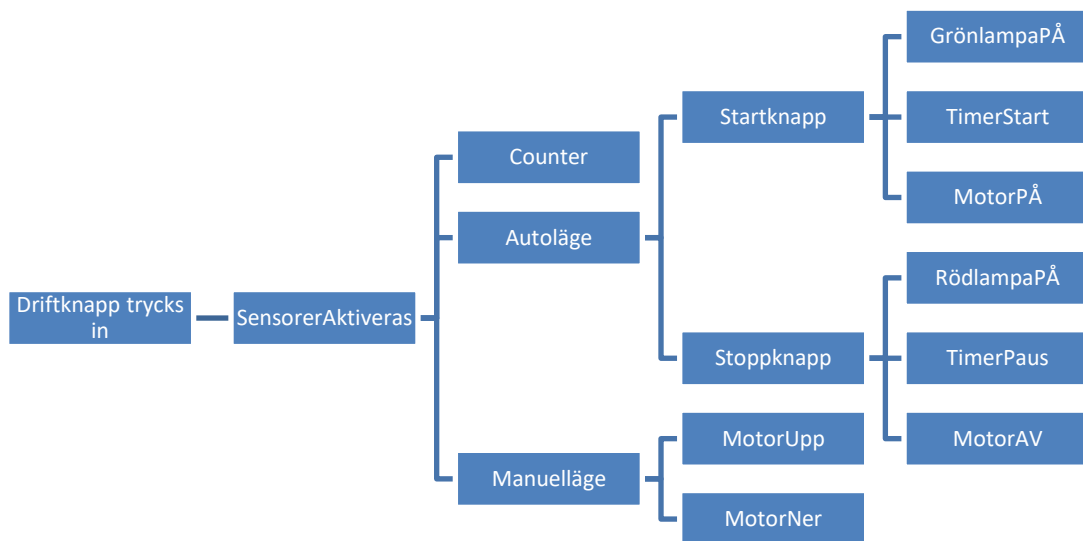 GrönlampaPÅ
Startknapp
TimerStart
Counter
MotorPÅ
Autoläge
RödlampaPÅ
Driftknapp trycks
in
SensorerAktiveras
Stoppknapp
TimerPaus
MotorUpp
MotorAV
Manuelläge
MotorNer